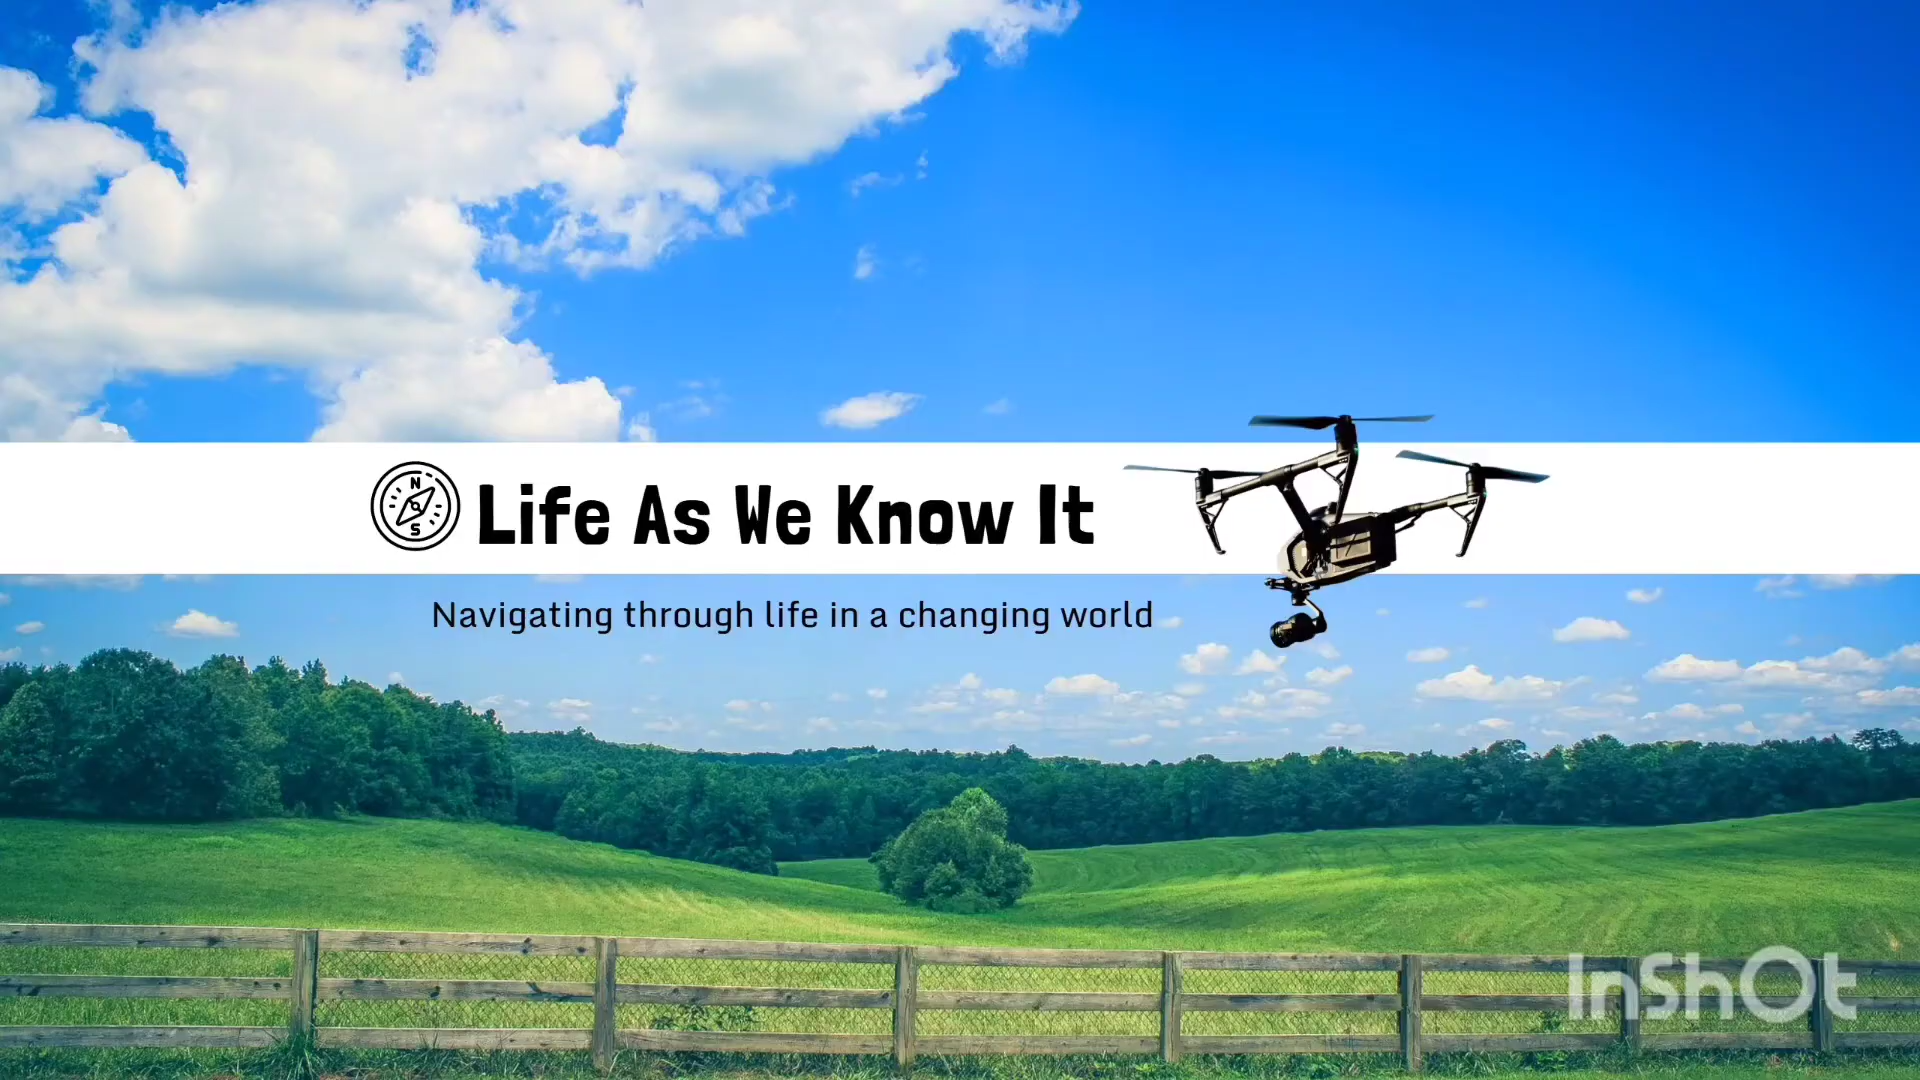 N
S
Life As We Know It
Navigating through life in a changing world
InShOt